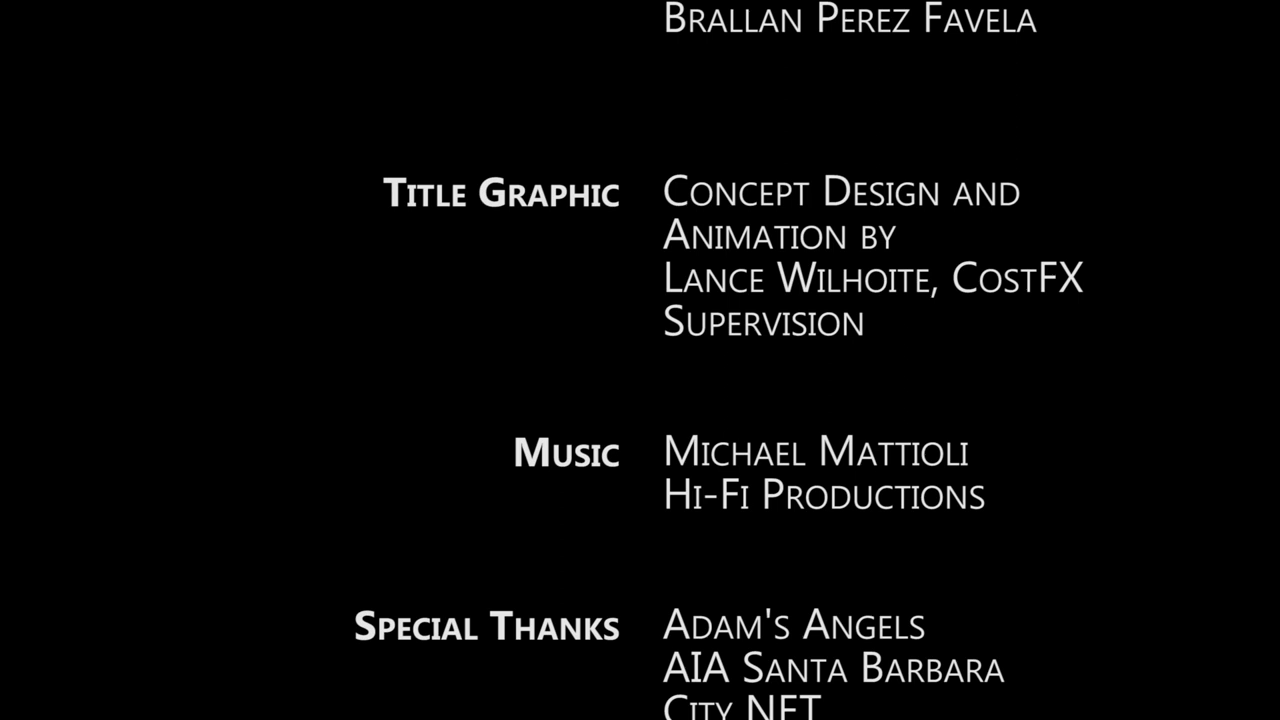 Brallan Perez Favela
Title Graphic
Concept Design and
Animation by
Lance Wilhoite, CostFX
Supervision
Music
Michael Mattioli
Hi-Fi Productions
Special Thanks
Adam's Angels
AIA Santa Barbara
City NET